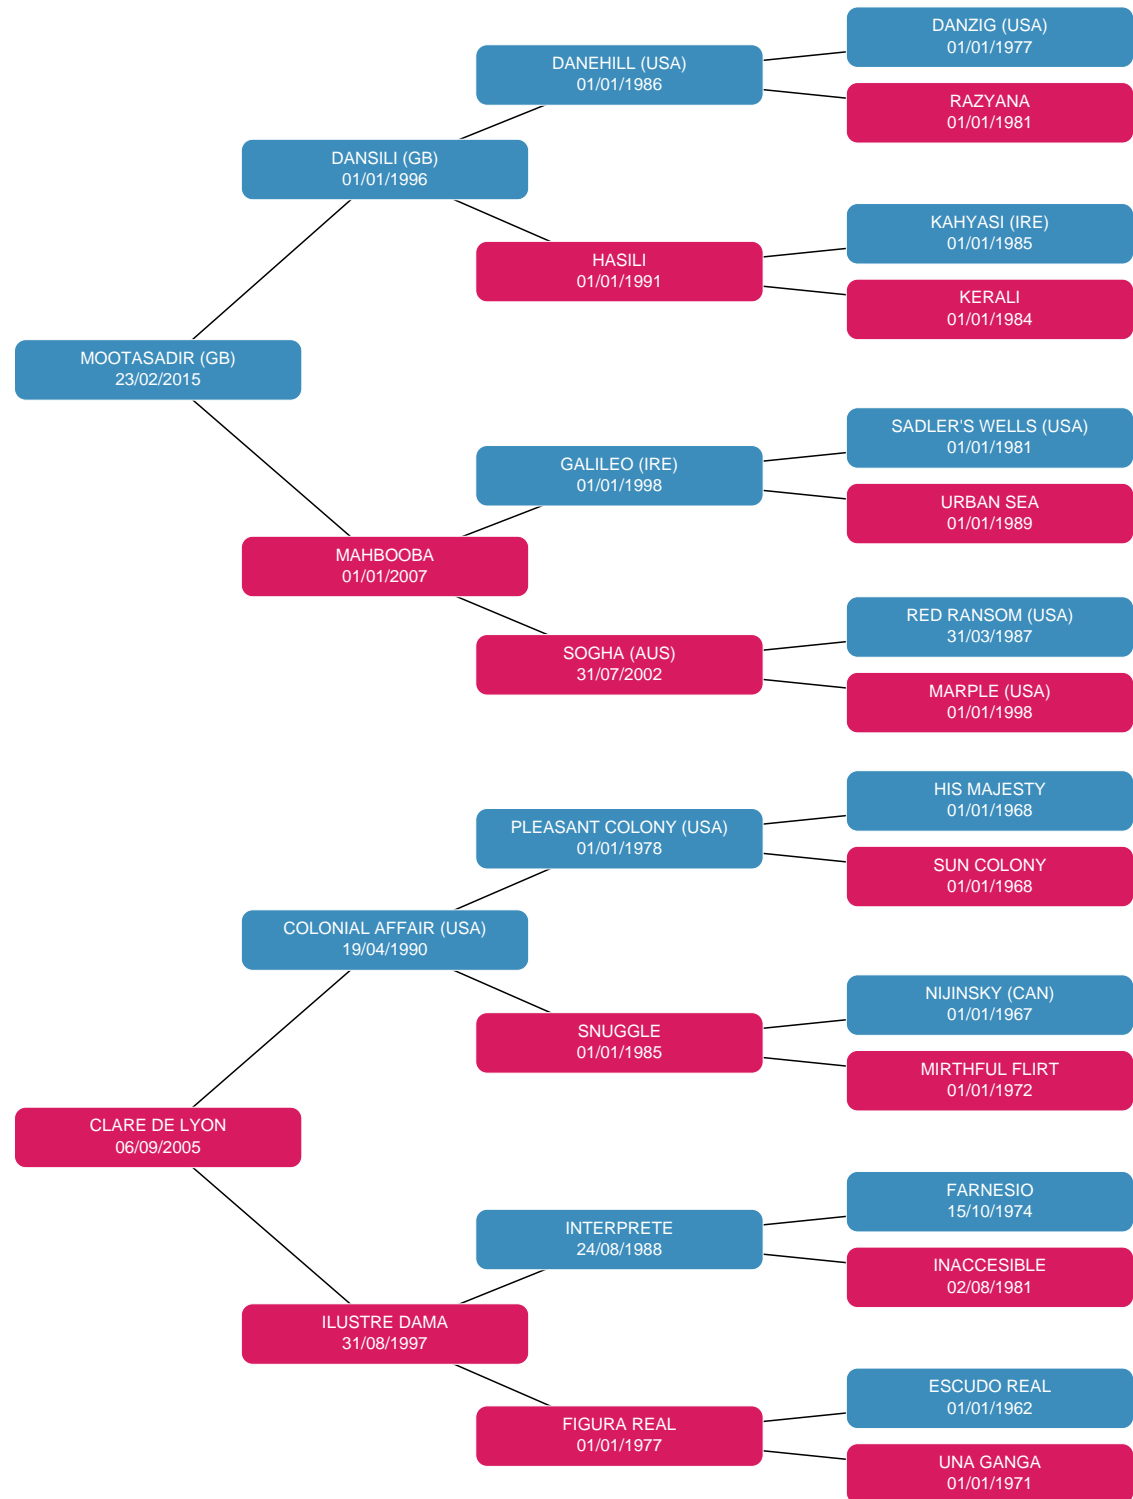 DANZIG (USA)
01/01/1977
DANEHILL (USA)
01/01/1986
RAZYANA
01/01/1981
DANSILI (GB)
01/01/1996
KAHYASI (IRE)
01/01/1985
HASILI
01/01/1991
KERALI
01/01/1984
MOOTASADIR (GB)
23/02/2015
SADLER'S WELLS (USA)
01/01/1981
GALILEO (IRE)
01/01/1998
URBAN SEA
01/01/1989
MAHBOOBA
01/01/2007
RED RANSOM (USA)
31/03/1987
SOGHA (AUS)
31/07/2002
MARPLE (USA)
01/01/1998
HIS MAJESTY
01/01/1968
PLEASANT COLONY (USA)
01/01/1978
SUN COLONY
01/01/1968
COLONIAL AFFAIR (USA)
19/04/1990
NIJINSKY (CAN)
01/01/1967
SNUGGLE
01/01/1985
MIRTHFUL FLIRT
01/01/1972
CLARE DE LYON
06/09/2005
FARNESIO
15/10/1974
INTERPRETE
24/08/1988
INACCESIBLE
02/08/1981
ILUSTRE DAMA
31/08/1997
ESCUDO REAL
01/01/1962
FIGURA REAL
01/01/1977
UNA GANGA
01/01/1971